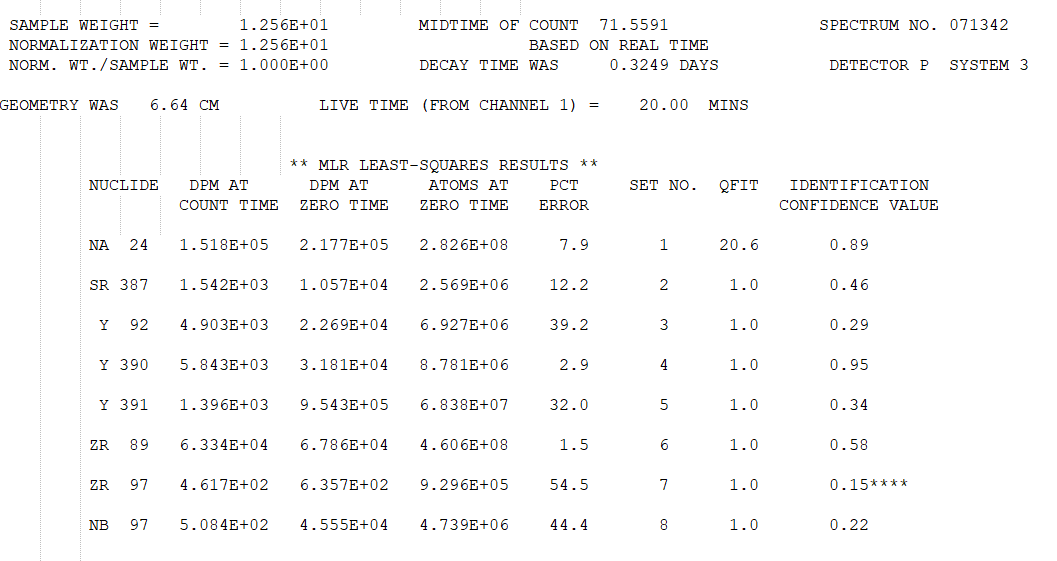 SAMPLE WEIGHT = 1.256E+01 MIDTIME OF COUNT 71.5591 SPECTRUM NO. 071342
NORMALIZATION WEIGHT = 1.256E+01 BASED ON REAL TIME
NORM. WT./SAMPLE WT. = 1.000E+00 DECAY TIME WAS 0.3249 DAYS DETECTOR P SYSTEM 3
GEOMETRY WAS 6.64 CM LIVE TIME (FROM CHANNEL 1) = 20.00 MINS
** MLR LEAST-SQUARES RESULTS **
NUCLIDE DPM AT DPM AT ATOMS AT PCT SET NO. QFIT IDENTIFICATION
COUNT TIME ZERO TIME ZERO TIME ERROR CONFIDENCE VALUE
NA 24 1.518E+05 2.177E+05 2.826E+08 7.9 1 20.6 0.89
SR 387 1.542E+03 1.057E+04 2.569E+06 12.2 2 1.0 0.46
Y 92 4.903E+03 2.269E+04 6.927E+06 39.2 3 1.0 0.29
Y 390 5.843E+03 3.181E+04 8.781E+06 2.9 4 1.0 0.95
Y 391 1.396E+03 9.543E+05 6.838E+07 32.0 5 1.0 0.34
ZR 89 6.334E+04 6.786E+04 4.606E+08 1.5 6 1.0 0.58
ZR 97 4.617E+02 6.357E+02 9.296E+05 54.5 7 1.0 0.15****
NB 97 5.084E+02 4.555E+04 4.739E+06 44.4 8 1.0 0.22